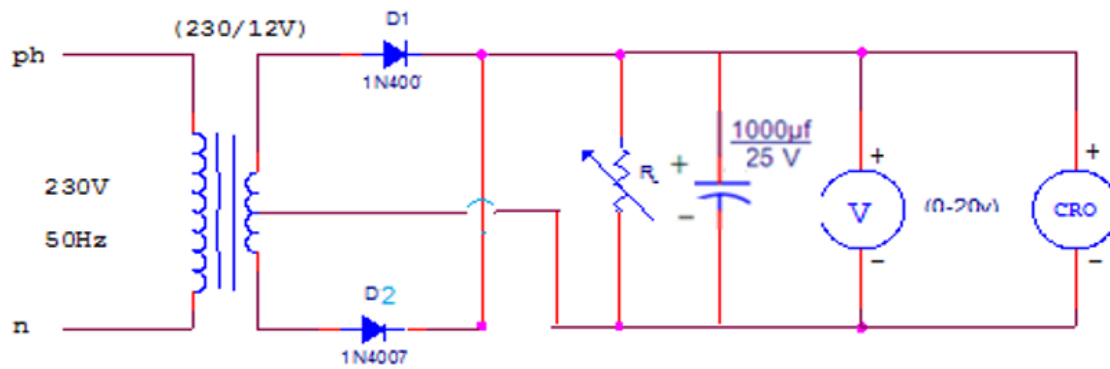 (230/12V)
D1
ph
1N400
1000µf
25 V
+
+
+
230V
R
V
(0-20v)
CRO
50Hz
−
−
−
D2
n
1N4007